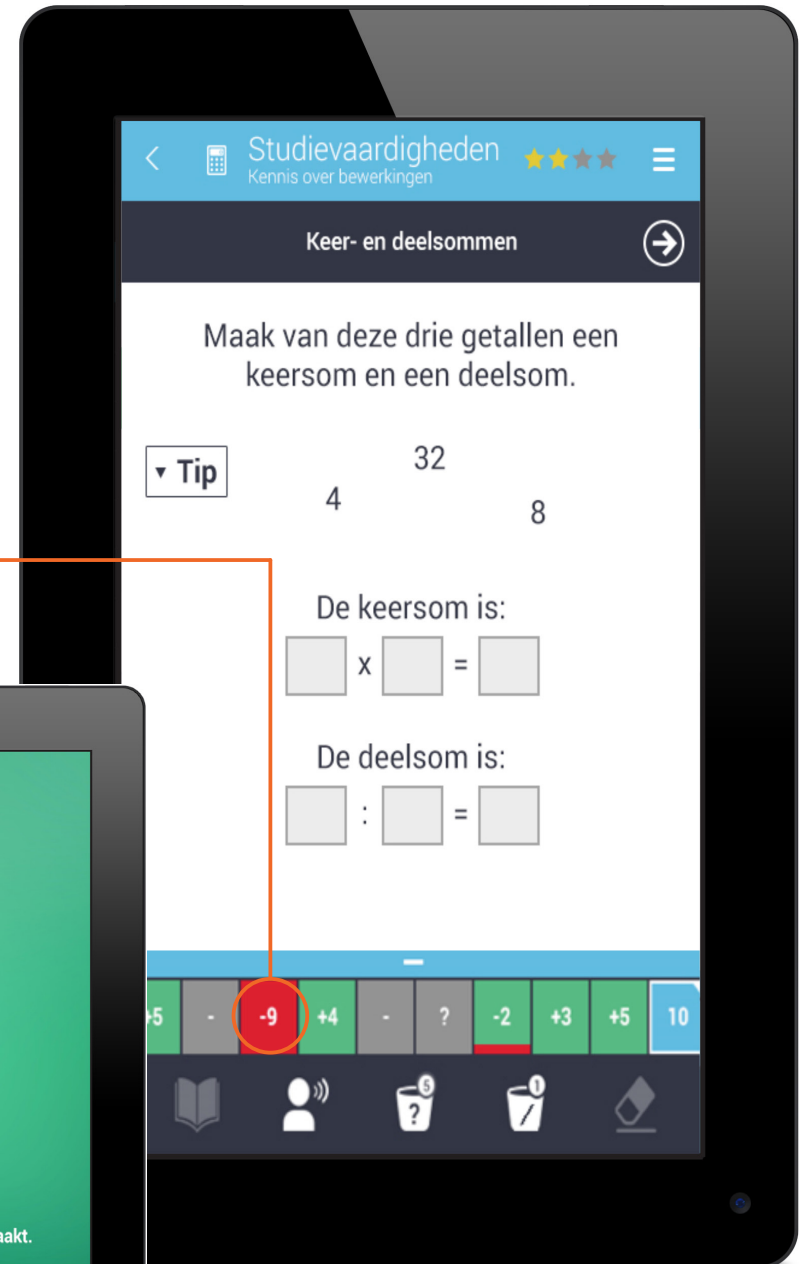 Studievaardigheden
Kennis over bewerkingen
Keer- en deelsommen
Maak van deze drie getallen een
keersom en een deelsom.
Tip
32
4
8
De keersom is:
x =
De deelsom is:
: =
+5 - -9 +4 - ? -2 +3 +5 10
5
?
1
/
aakt.